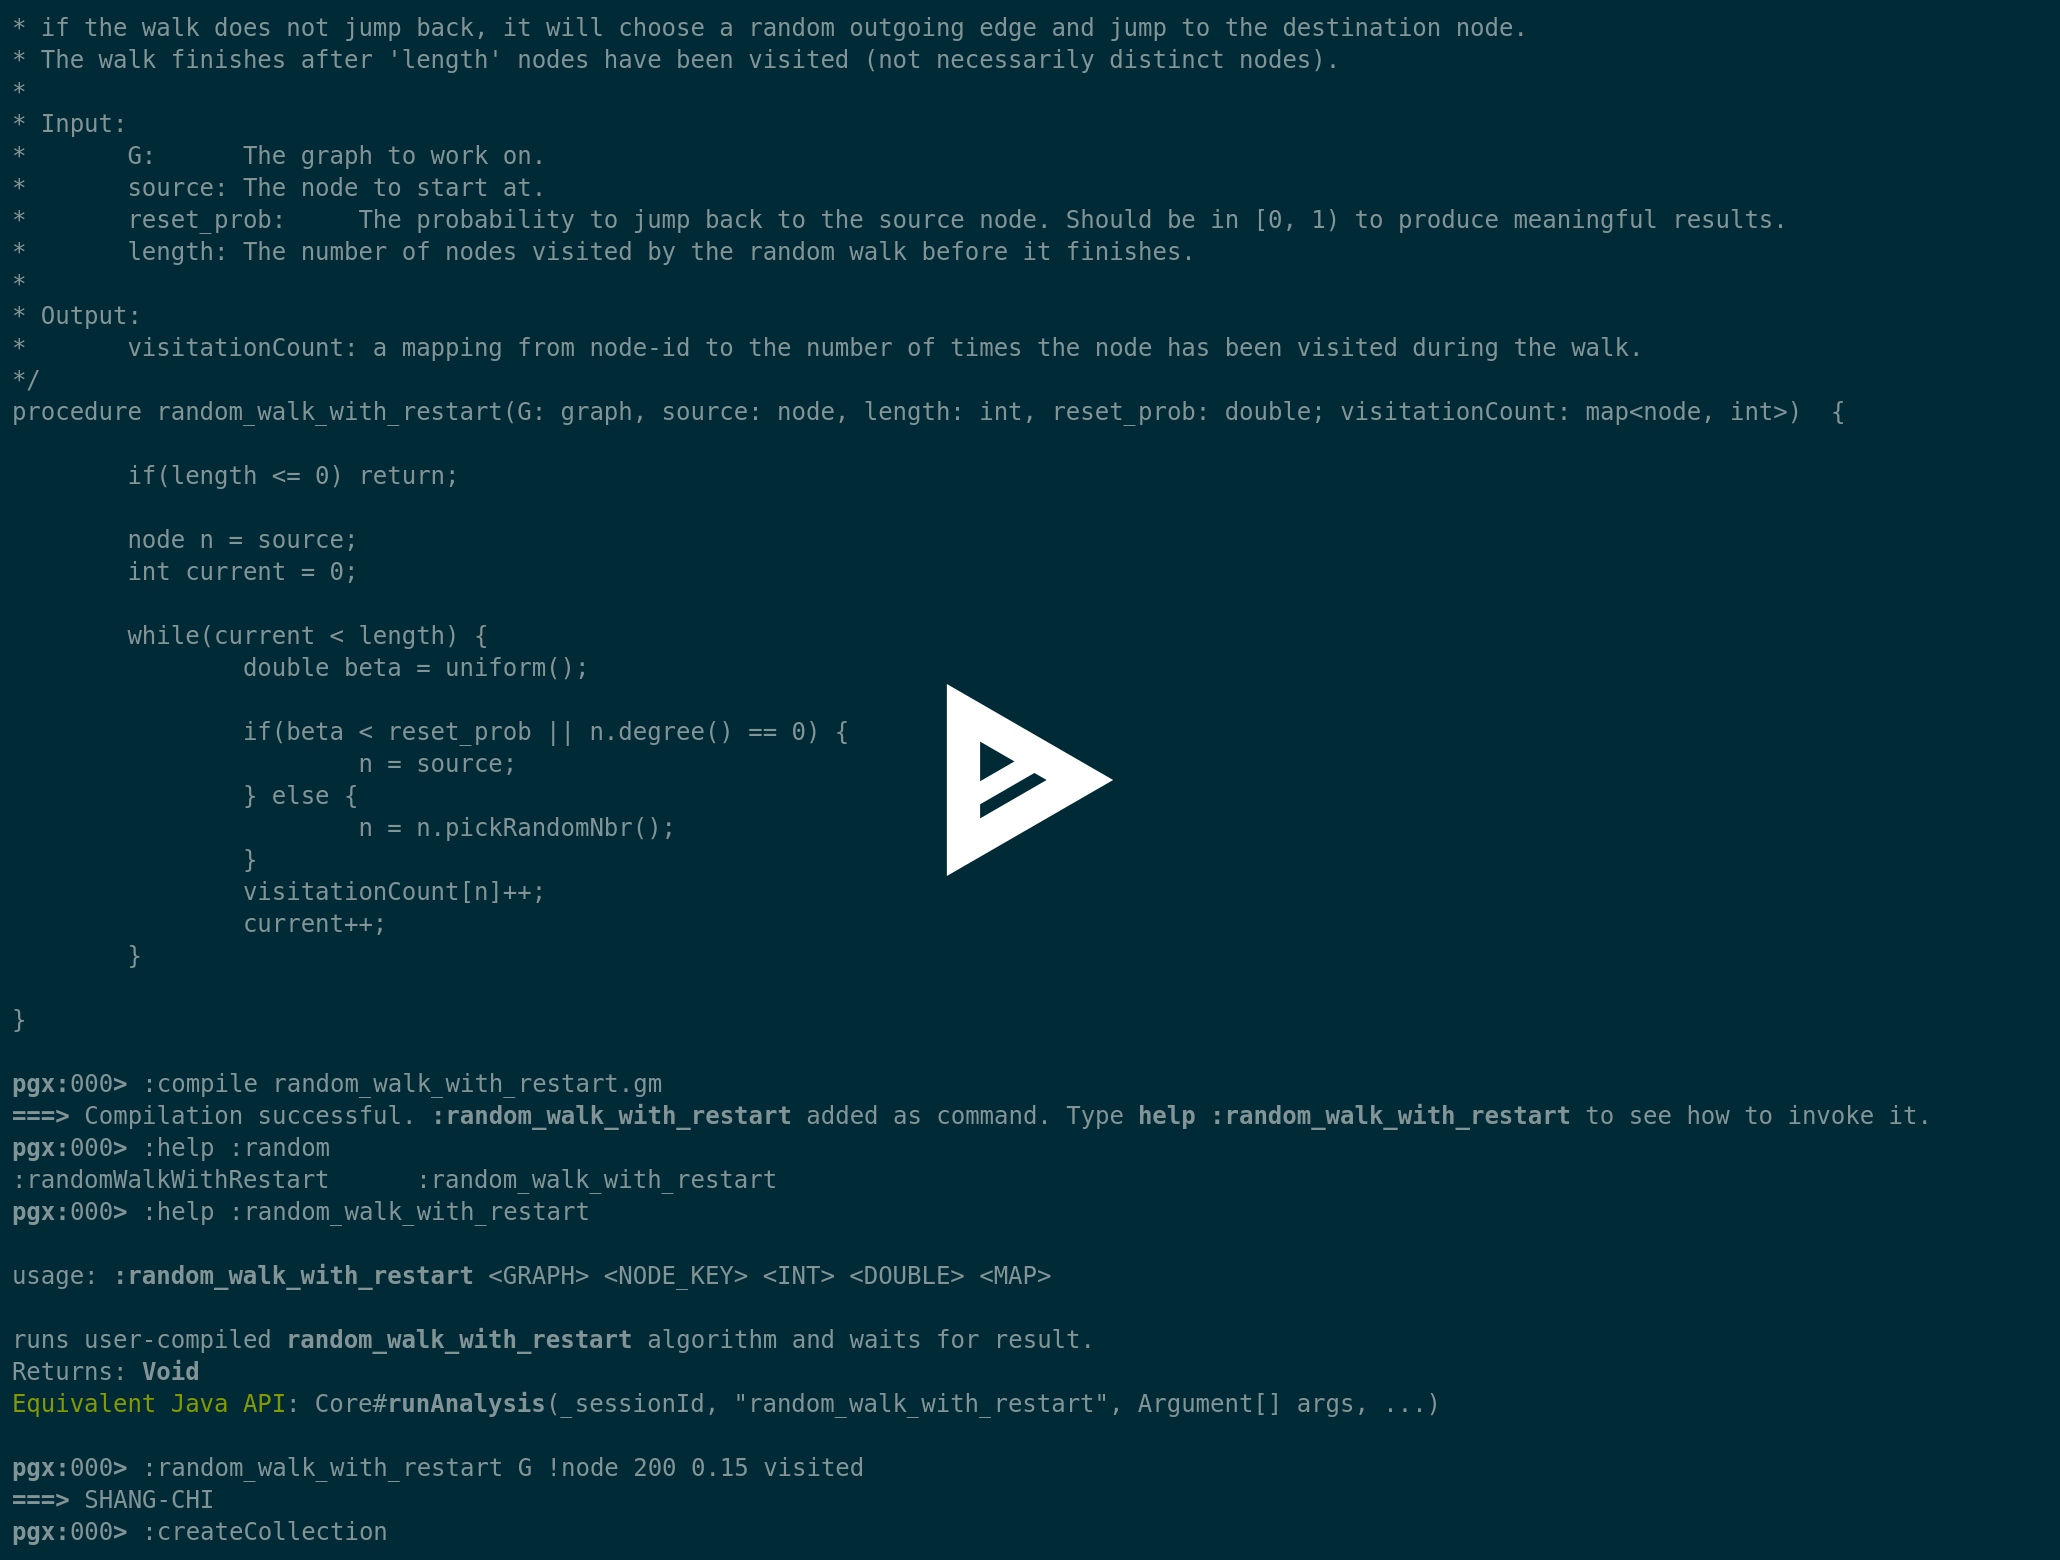 * if the walk does not jump back, it will choose a random outgoing edge and jump to the destination node.
* The walk finishes after 'length' nodes have been visited (not necessarily distinct nodes).
*
* Input:
*       G:      The graph to work on.
*       source: The node to start at.
*       reset_prob:     The probability to jump back to the source node. Should be in [0, 1) to produce meaningful results.
*       length: The number of nodes visited by the random walk before it finishes.
*
* Output:
*       visitationCount: a mapping from node-id to the number of times the node has been visited during the walk.
*/
procedure random_walk_with_restart(G: graph, source: node, length: int, reset_prob: double; visitationCount: map<node, int>)  {

        if(length <= 0) return;

        node n = source;
        int current = 0;

        while(current < length) {
                double beta = uniform();

                if(beta < reset_prob || n.degree() == 0) {
                        n = source;
                } else {
                        n = n.pickRandomNbr();
                }
                visitationCount[n]++;
                current++;
        }

}

pgx:000> :compile random_walk_with_restart.gm
===> Compilation successful. :random_walk_with_restart added as command. Type help :random_walk_with_restart to see how to invoke it.
pgx:000> :help :random
:randomWalkWithRestart      :random_walk_with_restart
pgx:000> :help :random_walk_with_restart

usage: :random_walk_with_restart <GRAPH> <NODE_KEY> <INT> <DOUBLE> <MAP>

runs user-compiled random_walk_with_restart algorithm and waits for result.
Returns: Void
Equivalent Java API: Core#runAnalysis(_sessionId, "random_walk_with_restart", Argument[] args, ...)

pgx:000> :random_walk_with_restart G !node 200 0.15 visited
===> SHANG-CHI
pgx:000> :createCollection